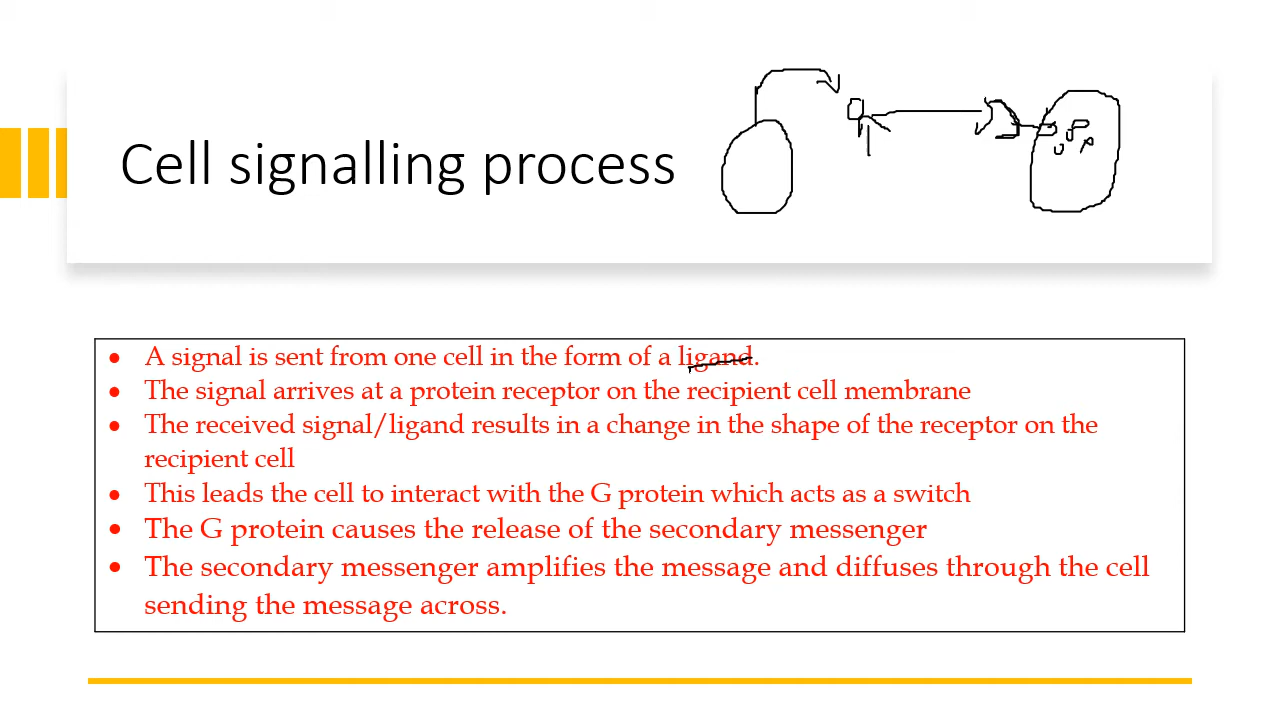 Cell signalling process
• A signal is sent from one cell in the form of a ligand.
• The signal arrives at a protein receptor on the recipient cell membrane
• The received signal/ligand results in a change in the shape of the receptor on the
recipient cell
• This leads the cell to interact with the G protein which acts as a switch
• The G protein causes the release of the secondary messenger
• The secondary messenger amplifies the message and diffuses through the cell
sending the message across.